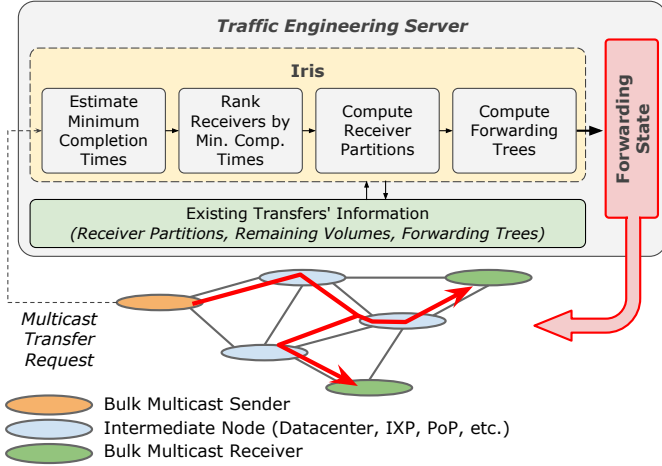 Traffic Engineering Server
Iris
Estimate
Minimum
Completion
Times
Rank
Receivers by
Min. Comp.
Times
Compute
Receiver
Partitions
Compute
Forwarding
Trees
Forwarding
State
Existing Transfers' Information
(Receiver Partitions, Remaining Volumes, Forwarding Trees)
Multicast
Transfer
Request
Bulk Multicast Sender
Intermediate Node (Datacenter, IXP, PoP, etc.)
Bulk Multicast Receiver